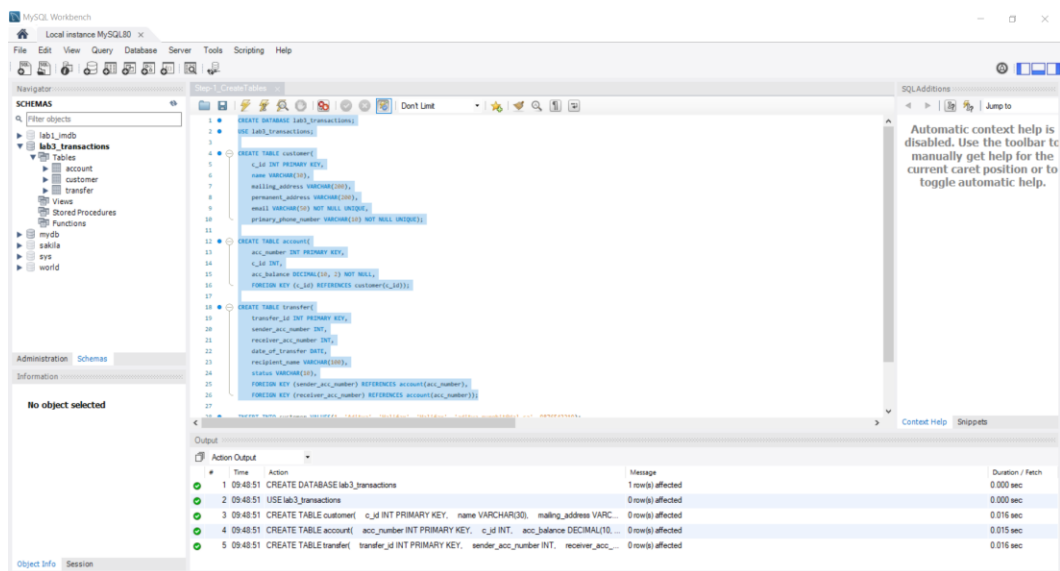 MySQL Workbench
Local instance MySQL80 ×
File Edit View Query Database Server Tools Scripting Help
Navigator
SCHEMAS
Filter objects
lab1_imdb
lab3_transactions
Tables
account
customer
transfer
Views
Stored Procedures
Functions
mydb
sakila
sys
world
Administration Schemas
Information
No object selected
Object Info Session
Step-1_CreateTables ×
Don't Limit
1 CREATE DATABASE lab3_transactions;
2 USE lab3_transactions;
3
4 CREATE TABLE customer(
5 c_id INT PRIMARY KEY,
6 name VARCHAR(30),
7 mailing_address VARCHAR(200),
8 permanent_address VARCHAR(200),
9 email VARCHAR(50) NOT NULL UNIQUE,
10 primary_phone_number VARCHAR(10) NOT NULL UNIQUE);
11
12 CREATE TABLE account(
13 acc_number INT PRIMARY KEY,
14 c_id INT,
15 acc_balance DECIMAL(10, 2) NOT NULL,
16 FOREIGN KEY (c_id) REFERENCES customer(c_id));
17
18 CREATE TABLE transfer(
19 transfer_id INT PRIMARY KEY,
20 sender_acc_number INT,
21 receiver_acc_number INT,
22 date_of_transfer DATE,
23 recipient_name VARCHAR(100),
24 status VARCHAR(10),
25 FOREIGN KEY (sender_acc_number) REFERENCES account(acc_number),
26 FOREIGN KEY (receiver_acc_number) REFERENCES account(acc_number));
27
SQLAdditions
Jump to
Automatic context help is
disabled. Use the toolbar to
manually get help for the
current caret position or to
toggle automatic help.
Context Help Snippets
Output
Action Output
# Time Action Message Duration / Fetch
1 09:48:51 CREATE DATABASE lab3_transactions 1 row(s) affected 0.000 sec
2 09:48:51 USE lab3_transactions 0 row(s) affected 0.000 sec
3 09:48:51 CREATE TABLE customer( c_id INT PRIMARY KEY, name VARCHAR(30), mailing_address VARC... 0 row(s) affected 0.016 sec
4 09:48:51 CREATE TABLE account( acc_number INT PRIMARY KEY, c_id INT, acc_balance DECIMAL(10, ... 0 row(s) affected 0.015 sec
5 09:48:51 CREATE TABLE transfer( transfer_id INT PRIMARY KEY, sender_acc_number INT, receiver_acc_... 0 row(s) affected 0.016 sec